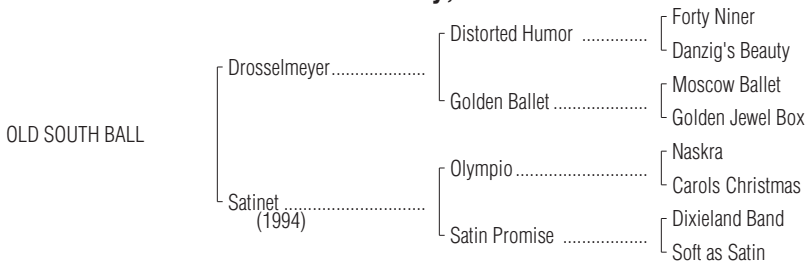 Forty Niner
Distorted Humor ..............
Danzig's Beauty
Drosselmeyer.....................
Moscow Ballet
Golden Ballet .....................
Golden Jewel Box
OLD SOUTH BALL
Naskra
Olympio.............................
Carols Christmas
Satinet ...............................
(1994)
Dixieland Band
Satin Promise ...................
Soft as Satin